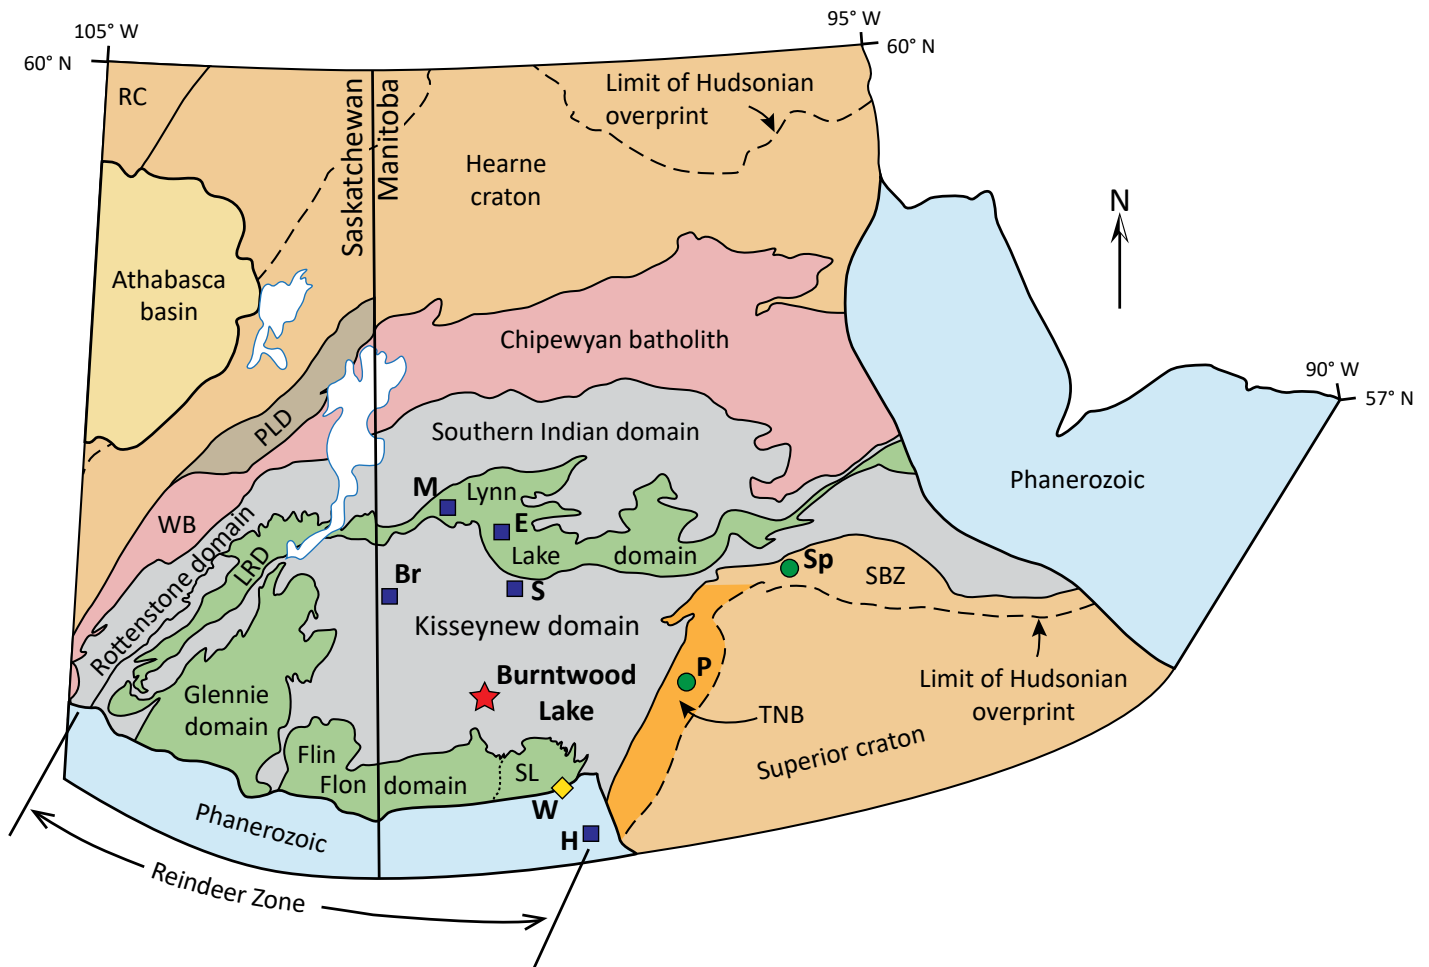 105° W
60° N
95° W
60° N
RC
Saskatchewan
Manitoba
Limit of Hudsonian
overprint
Hearne
craton
N
Athabasca
basin
Chipewyan batholith
90° W
57° N
PLD
Southern Indian domain
Phanerozoic
M
Lynn
WB
E
Lake
domain
Rottenstone domain
LRD
Sp
SBZ
Br
S
Kisseynew domain
Burntwood
Lake
P
TNB
Limit of Hudsonian
overprint
Glennie
domain
Superior craton
Flin
Flon
domain
SL
W
H
Phanerozoic
Reindeer Zone